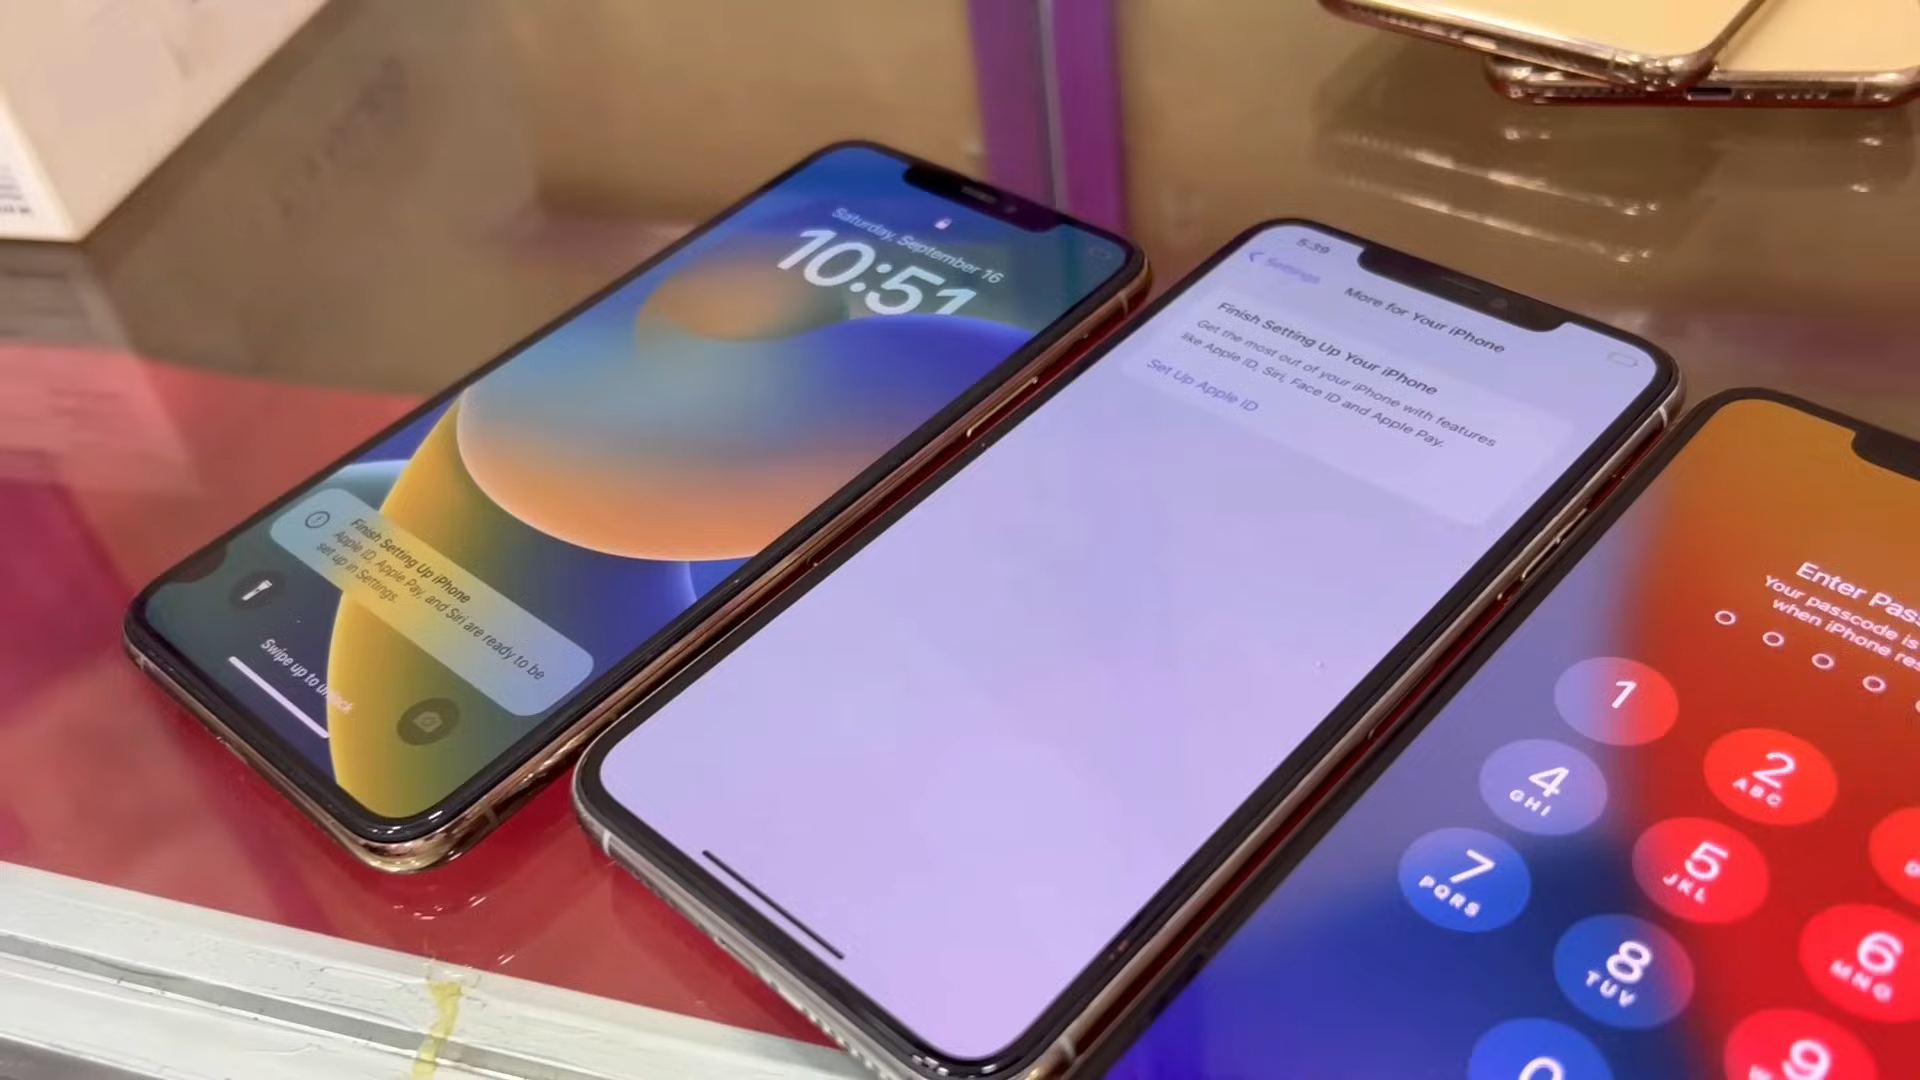 Saturday, September 16
10:51
Finish Setting Up iPhone
Apple ID, Apple Pay, and Siri are ready to be
set up in Settings.
Swipe up to unlock
5:39
Settings
More for Your iPhone
Finish Setting Up Your iPhone
Get the most out of your iPhone with features
like Apple ID, Siri, Face ID and Apple Pay.
Set Up Apple ID
Enter
Your passcode is
when iPhone
1
2
ABC
4
GHI
5
JKL
6
MNO
7
PQRS
8
TUV
9
0